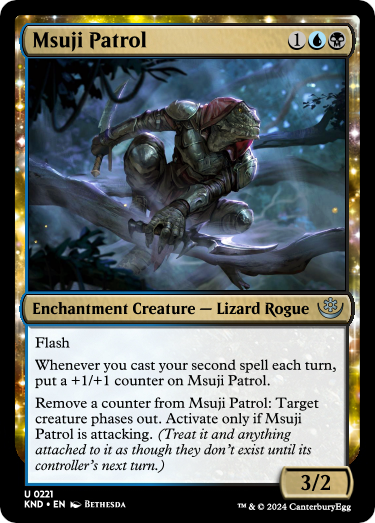 Msuji Patrol 1
Enchantment Creature — Lizard Rogue
Flash
Whenever you cast your second spell each turn,
put a +1/+1 counter on Msuji Patrol.
Remove a counter from Msuji Patrol: Target
creature phases out. Activate only if Msuji
Patrol is attacking. (Treat it and anything
attached to it as though they don't exist until its
controller's next turn.)
3/2
U 0221
KND • EN BETHESDA
™ & © 2024 CanterburyEgg